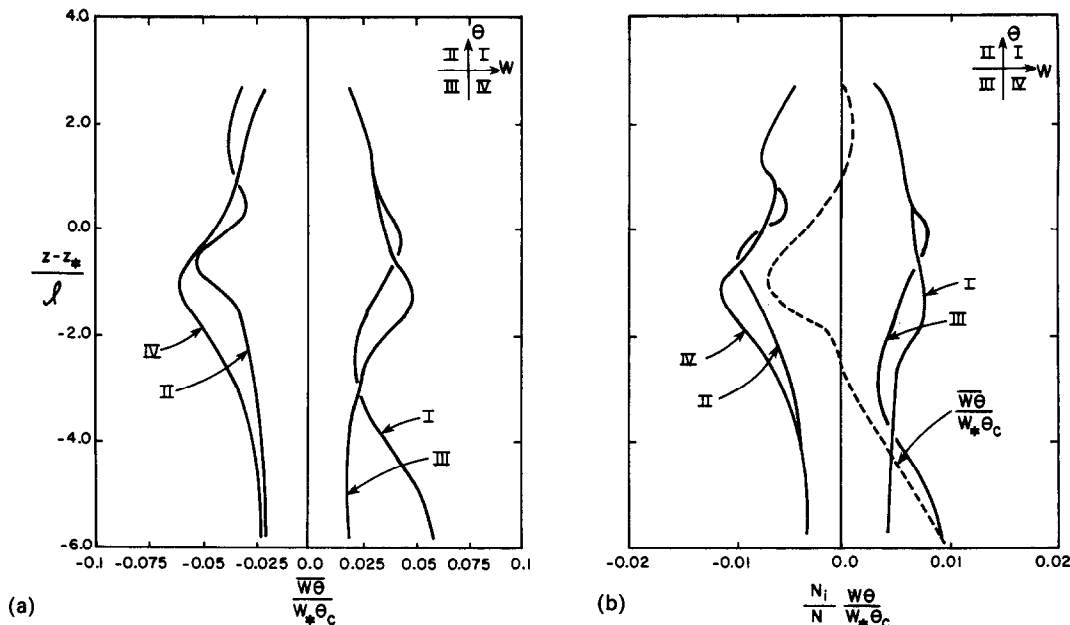 4.0
2.0
0.0
-2.0
-4.0
-6.0
z - z*
ℓ
θ
II I
W
III IV
IV
II
I
III
-0.1 -0.075 -0.05 -0.025 0.0 0.025 0.05 0.075 0.1
Wθ
W*θc
(a)
θ
II I
W
III IV
I
III
IV
II
Wθ
W*θc
-0.02 -0.01 0.0 0.01 0.02
Ni Wθ
N W*θc
(b)